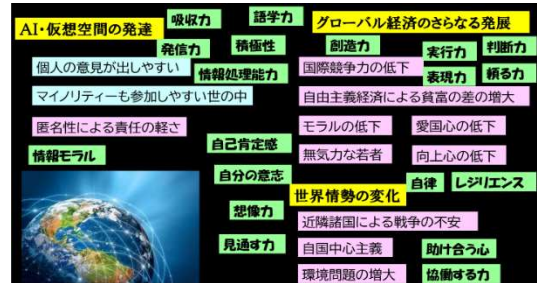 AI・仮想空間の発達
吸収力
語学力
グローバル経済のさらなる発展
発信力
積極性
創造力
実行力
判断力
個人の意見が出しやすい
情報処理能力
国際競争力の低下
表現力
頼る力
マイノリティーも参加しやすい世の中
自由主義経済による貧富の差の増大
匿名性による責任の軽さ
モラルの低下
愛国心の低下
情報モラル
自己肯定感
無気力な若者
向上心の低下
自分の意志
世界情勢の変化
自律
レジリエンス
想像力
近隣諸国による戦争の不安
見通す力
自国中心主義
助け合う心
環境問題の増大
協働する力